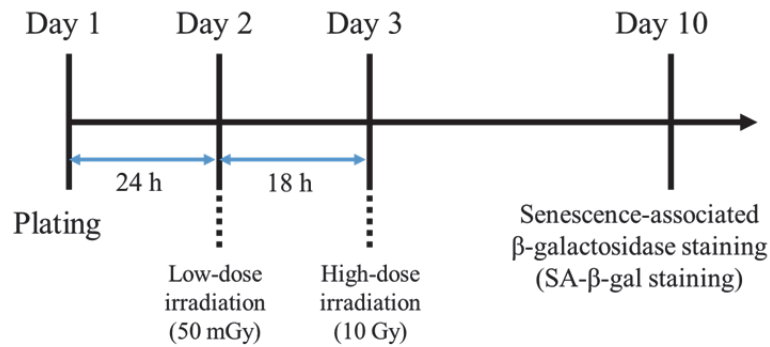 Day 1
Day 2
Day 3
Day 10
24 h
18 h
Plating
Low-dose
irradiation
(50 mGy)
High-dose
irradiation
(10 Gy)
Senescence-associated
β-galactosidase staining
(SA-β-gal staining)